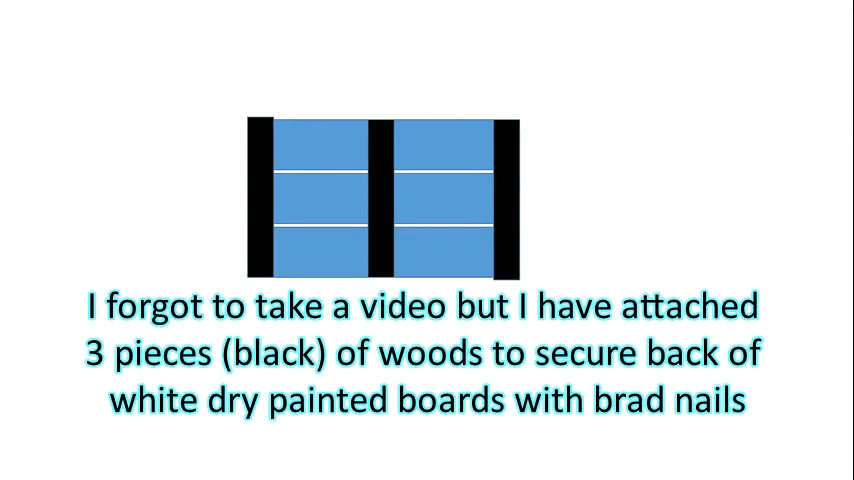 I forgot to take a video but I have attached
3 pieces (black) of woods to secure back of
white dry painted boards with brad nails